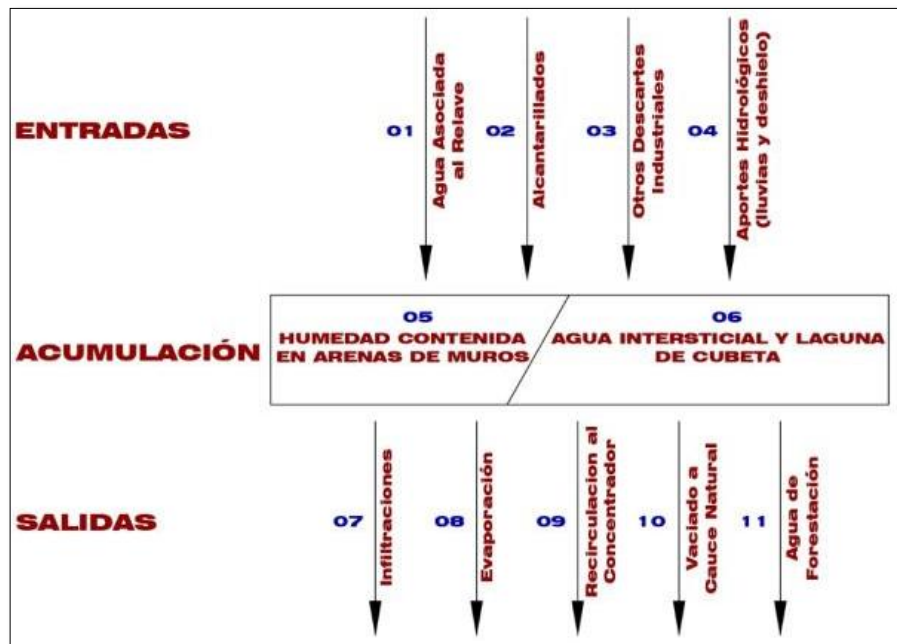 ENTRADAS
01
Agua Asociada
al Relave
02
Alcantarillados
03
Otros Descartes
Industriales
04
Aportes Hidrológicos
(lluvias y deshielo)
ACUMULACIÓN
05
HUMEDAD CONTENIDA
EN ARENAS DE MUROS
06
AGUA INTERSTICIAL Y LAGUNA
DE CUBETA
SALIDAS
07
Infiltraciones
08
Evaporación
09
Recirculacion al
Concentrador
10
Vaciado a
Cauce Natural
11
Agua de
Forestación